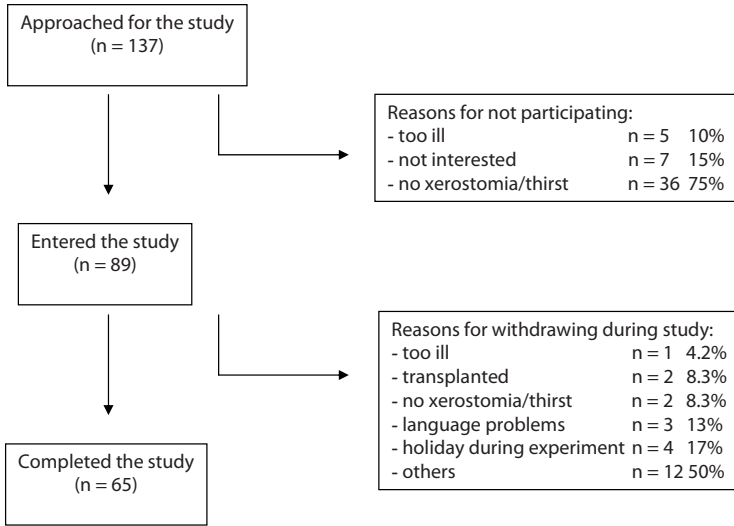 Approached for the study
(n = 137)
Reasons for not participating:
- too ill n = 5 10%
- not interested n = 7 15%
- no xerostomia/thirst n = 36 75%
Entered the study
(n = 89)
Reasons for withdrawing during study:
- too ill n = 1 4.2%
- transplanted n = 2 8.3%
- no xerostomia/thirst n = 2 8.3%
- language problems n = 3 13%
- holiday during experiment n = 4 17%
- others n = 12 50%
Completed the study
(n = 65)